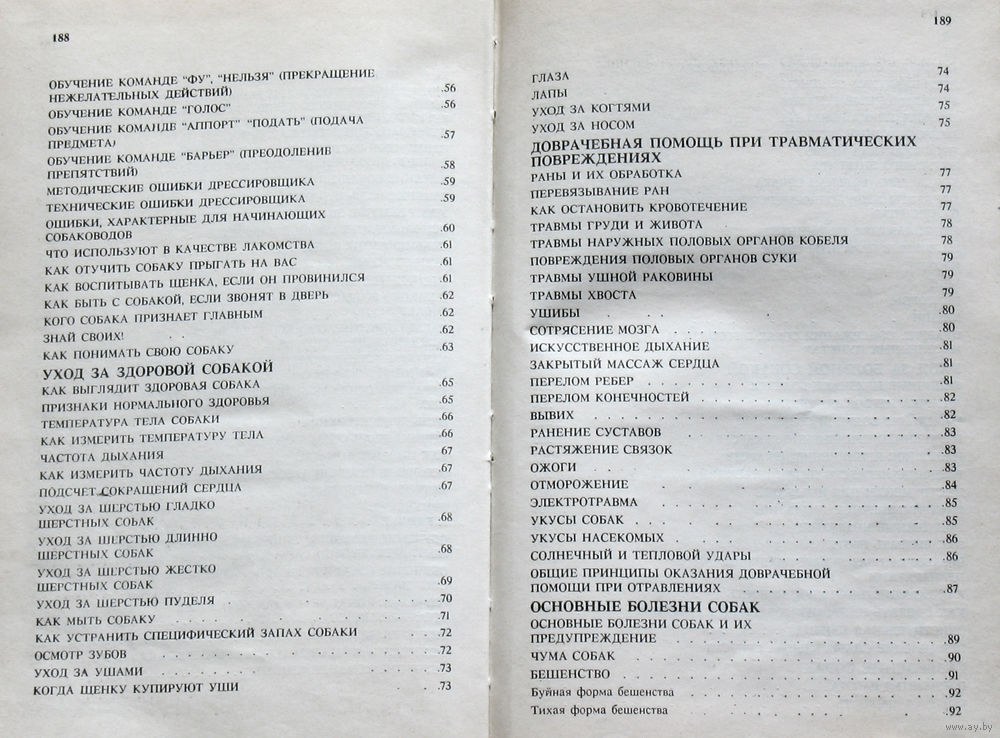 188
ОБУЧЕНИЕ КОМАНДЕ "ФУ", "НЕЛЬЗЯ" (ПРЕКРАЩЕНИЕ
НЕЖЕЛАТЕЛЬНЫХ ДЕЙСТВИЙ) .56
ОБУЧЕНИЕ КОМАНДЕ "ГОЛОС" .56
ОБУЧЕНИЕ КОМАНДЕ "АППОРТ" "ПОДАТЬ" (ПОДАЧА
ПРЕДМЕТА) .57
ОБУЧЕНИЕ КОМАНДЕ "БАРЬЕР" (ПРЕОДОЛЕНИЕ
ПРЕПЯТСТВИЙ) .58
МЕТОДИЧЕСКИЕ ОШИБКИ ДРЕССИРОВЩИКА .59
ТЕХНИЧЕСКИЕ ОШИБКИ ДРЕССИРОВЩИКА .59
ОШИБКИ, ХАРАКТЕРНЫЕ ДЛЯ НАЧИНАЮЩИХ
СОБАКОВОДОВ .60
ЧТО ИСПОЛЬЗУЮТ В КАЧЕСТВЕ ЛАКОМСТВА .61
КАК ОТУЧИТЬ СОБАКУ ПРЫГАТЬ НА ВАС .61
КАК ВОСПИТЫВАТЬ ЩЕНКА, ЕСЛИ ОН ПРОВИНИЛСЯ .61
КАК БЫТЬ С СОБАКОЙ, ЕСЛИ ЗВОНЯТ В ДВЕРЬ .62
КОГО СОБАКА ПРИЗНАЕТ ГЛАВНЫМ .62
ЗНАЙ СВОИХ! . . .62
КАК ПОНИМАТЬ СВОЮ СОБАКУ .63
УХОД ЗА ЗДОРОВОЙ СОБАКОЙ
КАК ВЫГЛЯДИТ ЗДОРОВАЯ СОБАКА .65
ПРИЗНАКИ НОРМАЛЬНОГО ЗДОРОВЬЯ .65
ТЕМПЕРАТУРА ТЕЛА СОБАКИ .66
КАК ИЗМЕРИТЬ ТЕМПЕРАТУРУ ТЕЛА .66
ЧАСТОТА ДЫХАНИЯ 67
КАК ИЗМЕРИТЬ ЧАСТОТУ ДЫХАНИЯ .67
ПОДСЧЕТ СОКРАЩЕНИЙ СЕРДЦА .67
УХОД ЗА ШЕРСТЬЮ ГЛАДКО
ШЕРСТНЫХ СОБАК .68
УХОД ЗА ШЕРСТЬЮ ДЛИННО
ШЕРСТНЫХ СОБАК .68
УХОД ЗА ШЕРСТЬЮ ЖЕСТКО
ШЕРСТНЫХ СОБАК .69
УХОД ЗА ШЕРСТЬЮ ПУДЕЛЯ . . . . . . . . .70
КАК МЫТЬ СОБАКУ . . . . . . . . .71
КАК УСТРАНИТЬ СПЕЦИФИЧЕСКИЙ ЗАПАХ СОБАКИ . . . .72
ОСМОТР ЗУБОВ . . . . . . . . . .72
УХОД ЗА УШАМИ . . . . . . . . . .73
КОГДА ЩЕНКУ КУПИРУЮТ УШИ . . .73
189
ГЛАЗА 74
ЛАПЫ 74
УХОД ЗА КОГТЯМИ 75
УХОД ЗА НОСОМ 75
ДОВРАЧЕБНАЯ ПОМОЩЬ ПРИ ТРАВМАТИЧЕСКИХ
ПОВРЕЖДЕНИЯХ
РАНЫ И ИХ ОБРАБОТКА 77
ПЕРЕВЯЗЫВАНИЕ РАН 77
КАК ОСТАНОВИТЬ КРОВОТЕЧЕНИЕ 77
ТРАВМЫ ГРУДИ И ЖИВОТА 78
ТРАВМЫ НАРУЖНЫХ ПОЛОВЫХ ОРГАНОВ КОБЕЛЯ 78
ПОВРЕЖДЕНИЯ ПОЛОВЫХ ОРГАНОВ СУКИ 79
ТРАВМЫ УШНОЙ РАКОВИНЫ 79
ТРАВМЫ ХВОСТА 79
УШИБЫ . . .80
СОТРЯСЕНИЕ МОЗГА . . . . . . .80
ИСКУССТВЕННОЕ ДЫХАНИЕ .81
ЗАКРЫТЫЙ МАССАЖ СЕРДЦА .81
ПЕРЕЛОМ РЕБЕР . . . . . . . . .81
ПЕРЕЛОМ КОНЕЧНОСТЕЙ . . . . . . . .82
ВЫВИХ . . . . . . . . .82
РАНЕНИЕ СУСТАВОВ . . . . . . . .83
РАСТЯЖЕНИЕ СВЯЗОК . . . . . . .83
ОЖОГИ . . . . . . . . . .83
ОТМОРОЖЕНИЕ . . . . . . . . .84
ЭЛЕКТРОТРАВМА . . . . . . . . .85
УКУСЫ СОБАК . . . . . . . . . .85
УКУСЫ НАСЕКОМЫХ . . . . . . . . .86
СОЛНЕЧНЫЙ И ТЕПЛОВОЙ УДАРЫ . . . . . .86
ОБЩИЕ ПРИНЦИПЫ ОКАЗАНИЯ ДОВРАЧЕБНОЙ
ПОМОЩИ ПРИ ОТРАВЛЕНИЯХ . . . . . . .87
ОСНОВНЫЕ БОЛЕЗНИ СОБАК
ОСНОВНЫЕ БОЛЕЗНИ СОБАК И ИХ
ПРЕДУПРЕЖДЕНИЕ . . . . . . . . . .89
ЧУМА СОБАК . . . . . . . . . . .90
БЕШЕНСТВО . . . . . . . . . . .91
Буйная форма бешенства . . . . . . . . .92
Тихая форма бешенства . . . . . . . . .92
www.ay.by